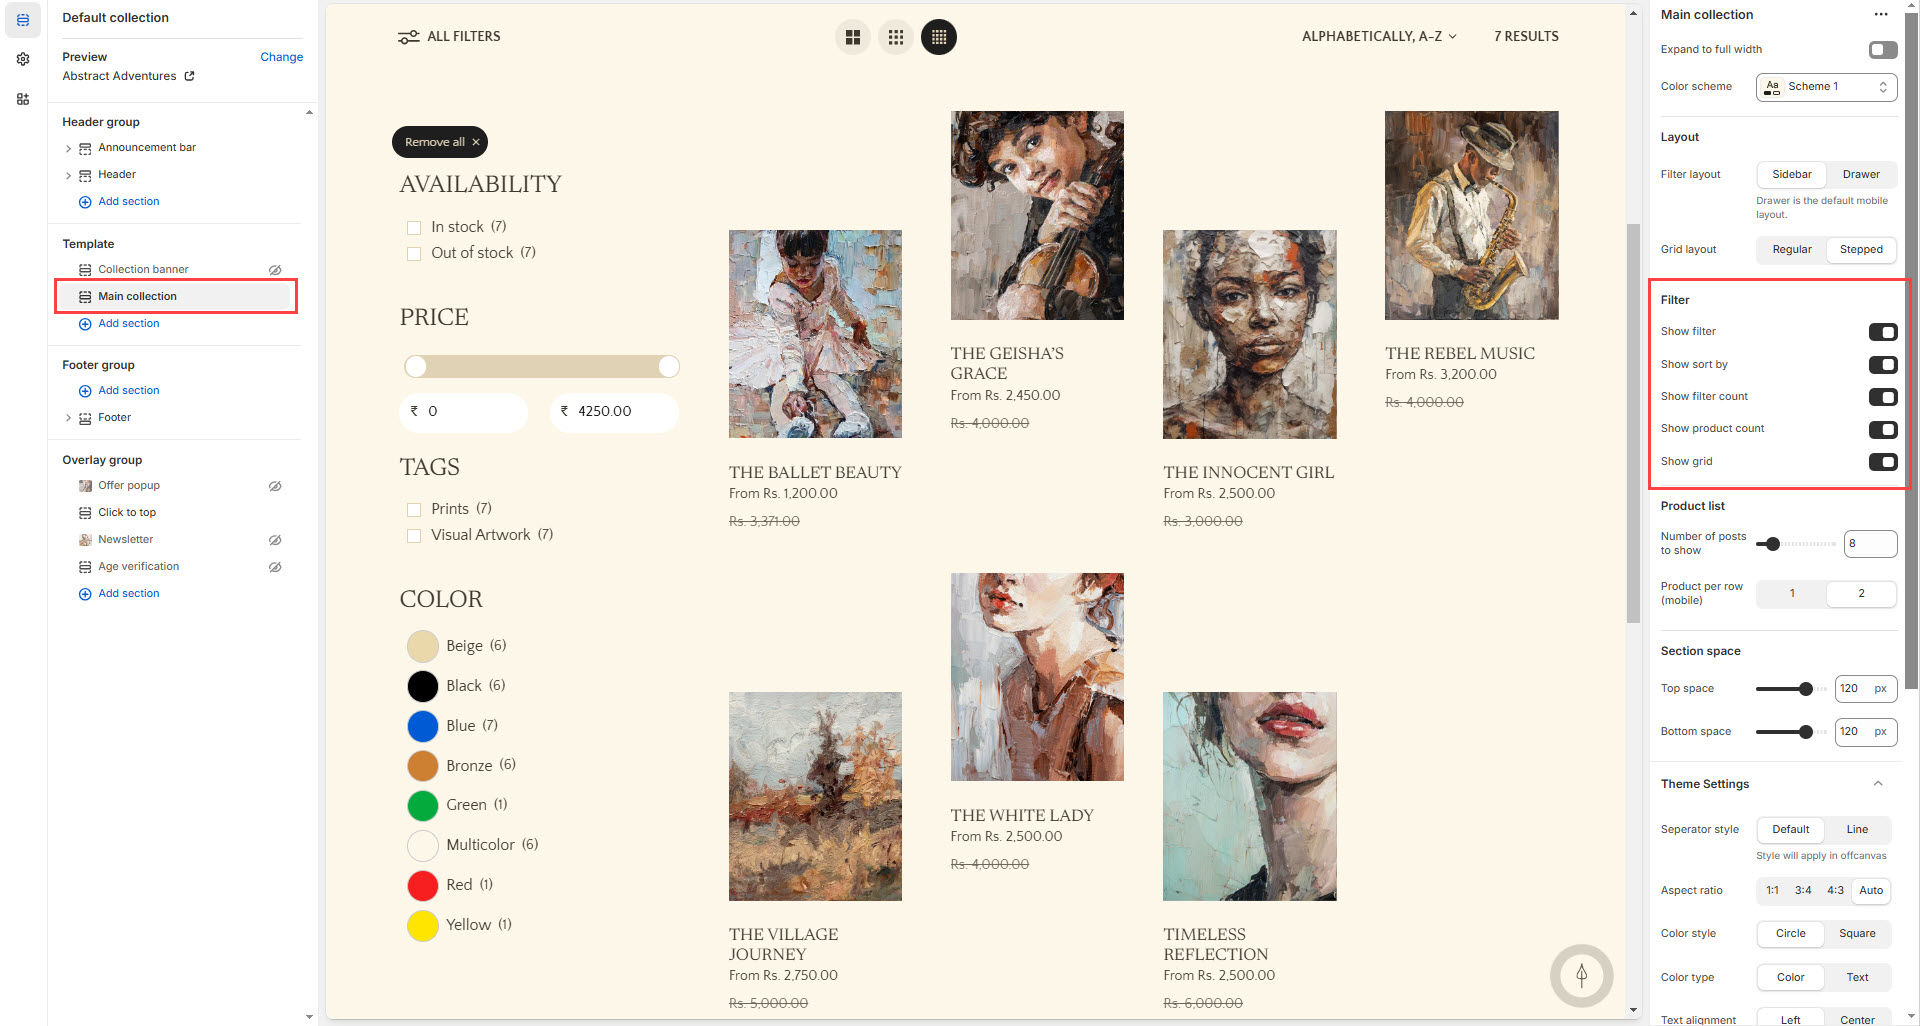 Default collection
Preview
Change
Abstract Adventures
Header group
Announcement bar
Header
Add section
Template
Collection banner
Main collection
Add section
Footer group
Add section
Footer
Overlay group
Offer popup
Click to top
Newsletter
Age verification
Add section
ALL FILTERS
ALPHABETICALLY, A-Z
7 RESULTS
Remove all ×
AVAILABILITY
In stock (7)
Out of stock (7)
PRICE
₹ 0
₹ 4250.00
TAGS
Prints (7)
Visual Artwork (7)
COLOR
Beige (6)
Black (6)
Blue (7)
Bronze (6)
Green (1)
Multicolor (6)
Red (1)
Yellow (1)
THE BALLET BEAUTY
From Rs. 1,200.00
Rs. 3,371.00
THE GEISHA'S
GRACE
From Rs. 2,450.00
Rs. 4,000.00
THE INNOCENT GIRL
From Rs. 2,500.00
Rs. 3,000.00
THE REBEL MUSIC
From Rs. 3,200.00
Rs. 4,000.00
THE VILLAGE
JOURNEY
From Rs. 2,750.00
Rs. 5,000.00
THE WHITE LADY
From Rs. 2,500.00
Rs. 4,000.00
TIMELESS
REFLECTION
From Rs. 2,500.00
Rs. 6,000.00
Main collection
Expand to full width
Color scheme
Aa
Scheme 1
Layout
Filter layout
Sidebar
Drawer
Drawer is the default mobile
layout.
Grid layout
Regular
Stepped
Filter
Show filter
Show sort by
Show filter count
Show product count
Show grid
Product list
Number of posts
to show
8
Product per row
(mobile)
1
2
Section space
Top space
120 px
Bottom space
120 px
Theme Settings
Seperator style
Default
Line
Style will apply in offcanvas
Aspect ratio
1:1
3:4
4:3
Auto
Color style
Circle
Square
Color type
Color
Text
Text alignment
Left
Center